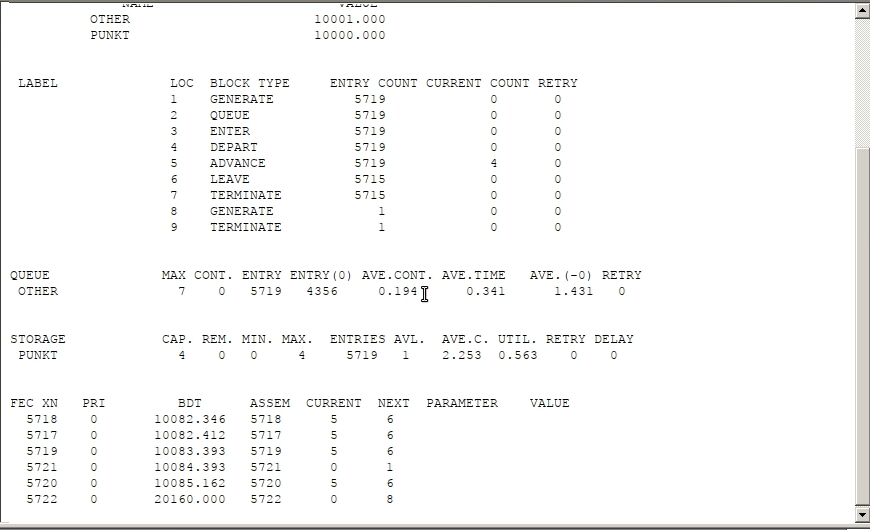 NAME VALUE
OTHER 10001.000
PUNKT 10000.000
LABEL LOC BLOCK TYPE ENTRY COUNT CURRENT COUNT RETRY
1 GENERATE 5719 0 0
2 QUEUE 5719 0 0
3 ENTER 5719 0 0
4 DEPART 5719 0 0
5 ADVANCE 5719 4 0
6 LEAVE 5715 0 0
7 TERMINATE 5715 0 0
8 GENERATE 1 0 0
9 TERMINATE 1 0 0
QUEUE MAX CONT. ENTRY ENTRY(0) AVE.CONT. AVE.TIME AVE.(-0) RETRY
OTHER 7 0 5719 4356 0.194 0.341 1.431 0
STORAGE CAP. REM. MIN. MAX. ENTRIES AVL. AVE.C. UTIL. RETRY DELAY
PUNKT 4 0 0 4 5719 1 2.253 0.563 0 0
FEC XN PRI BDT ASSEM CURRENT NEXT PARAMETER VALUE
5718 0 10082.346 5718 5 6
5717 0 10082.412 5717 5 6
5719 0 10083.393 5719 5 6
5721 0 10084.393 5721 0 1
5720 0 10085.162 5720 5 6
5722 0 20160.000 5722 0 8